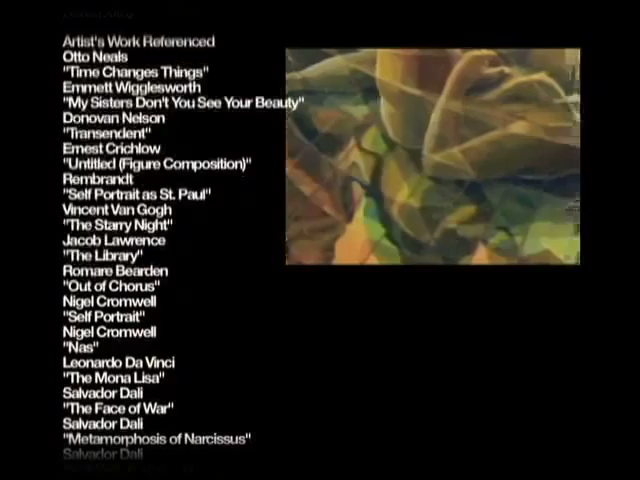 Artist's Work Referenced
Otto Neals
"Time Changes Things"
Emmett Wigglesworth
"My Sisters Don't You See Your Beauty"
Donovan Nelson
"Transendent"
Ernest Crichlow
"Untitled (Figure Composition)"
Rembrandt
"Self Portrait as St. Paul"
Vincent Van Gogh
"The Starry Night"
Jacob Lawrence
"The Library"
Romare Bearden
"Out of Chorus"
Nigel Cromwell
"Self Portrait"
Nigel Cromwell
"Nas"
Leonardo Da Vinci
"The Mona Lisa"
Salvador Dali
"The Face of War"
Salvador Dali
"Metamorphosis of Narcissus"
Salvador Dali